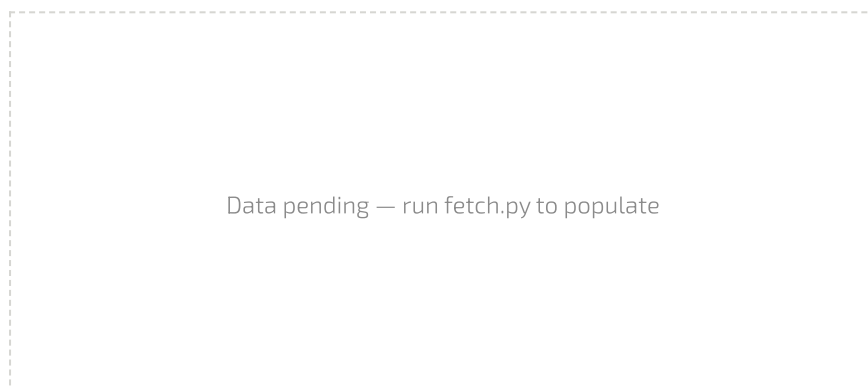 Data pending — run fetch.py to populate